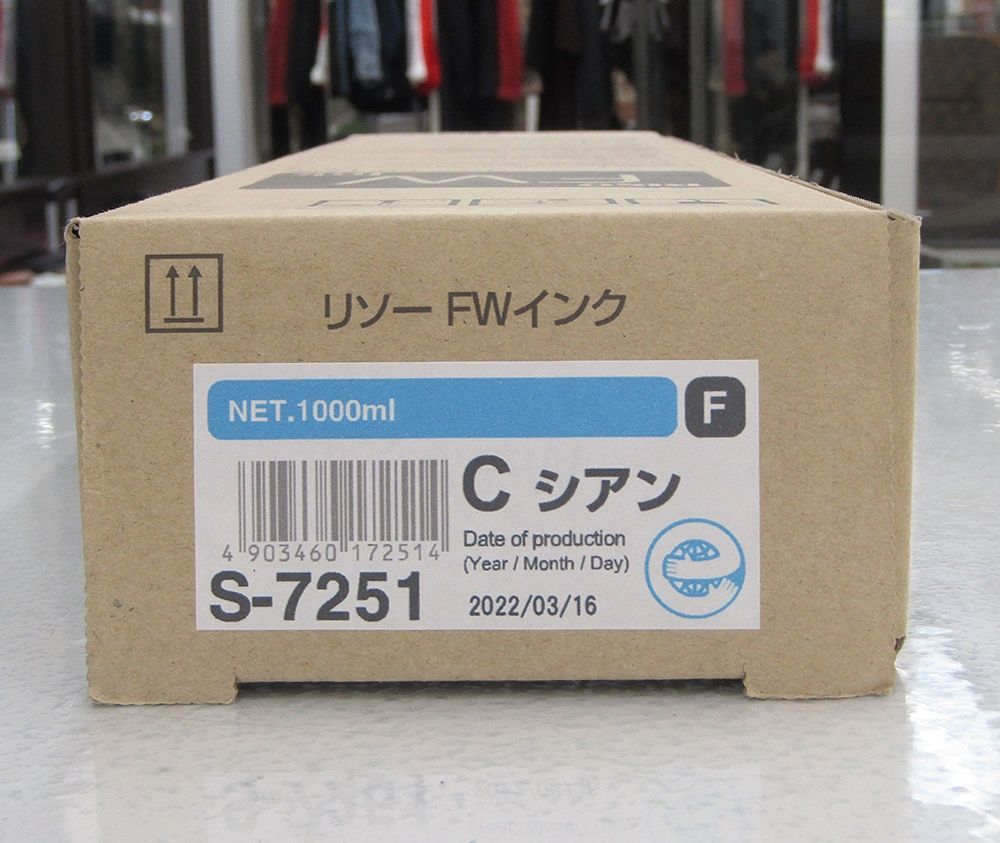 FW
リソー FWインク
NET.1000ml
F
C シアン
4 903460 172514
Date of production
(Year / Month / Day)
S-7251
2022/03/16